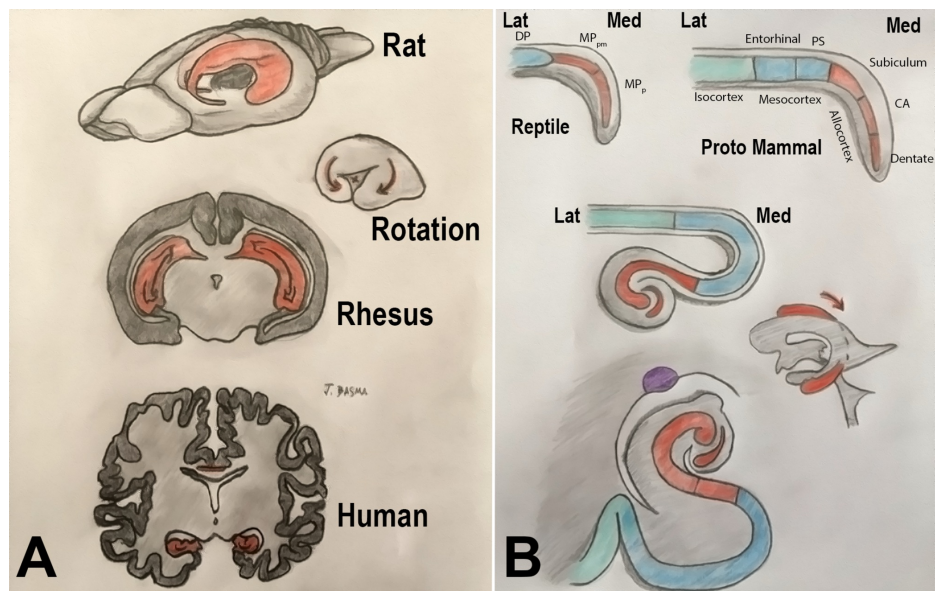 Rat
Rotation
Rhesus
J. BASMA
Human
A
Lat Med
DP
MPpm
MPp
Reptile
Lat Med
Entorhinal PS
Subiculum
Isocortex Mesocortex
CA
Allocortex
Dentate
Proto Mammal
Lat Med
B